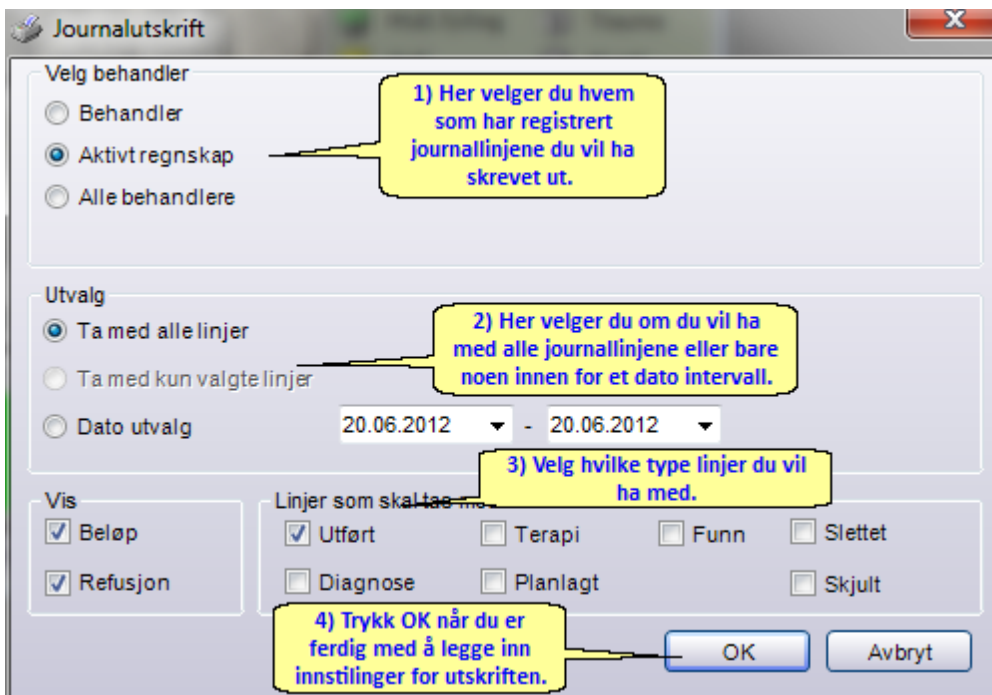 Journalutskrift
Velg behandler
Behandler
Aktivt regnskap
Alle behandlere
1) Her velger du hvem
som har registrert
journallinjene du vil ha
skrevet ut.
Utvalg
Ta med alle linjer
Ta med kun valgte linjer
Dato utvalg
20.06.2012 - 20.06.2012
2) Her velger du om du vil ha
med alle journallinjene eller bare
noen innen for et dato intervall.
3) Velg hvilke type linjer du vil
ha med.
Vis
Beløp
Refusjon
Linjer som skal tas
Utført
Terapi
Funn
Slettet
Diagnose
Planlagt
Skjult
4) Trykk OK når du er
ferdig med å legge inn
innstilinger for utskriften.
OK
Avbryt